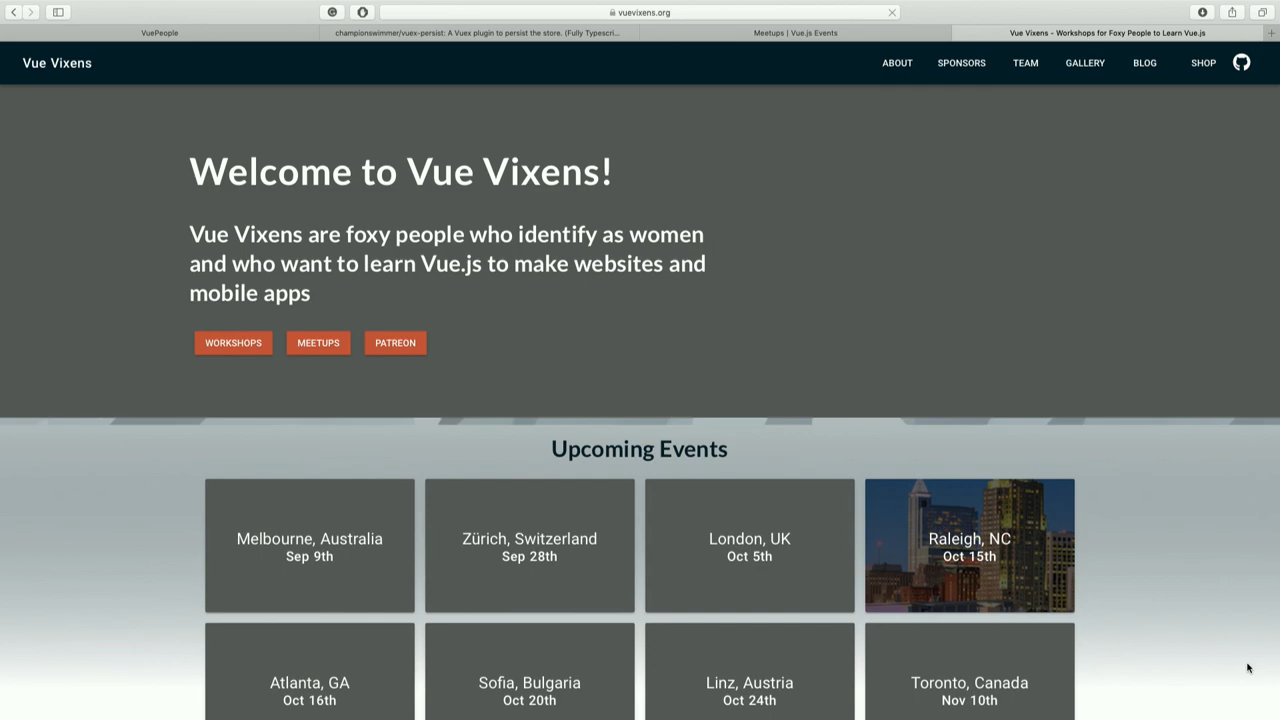 vuevixens.org
VuePeople
championswimmer/vuex-persist: A Vuex plugin to persist the store. (Fully Typescri...
Meetups | Vue.js Events
Vue Vixens - Workshops for Foxy People to Learn Vue.js
Vue Vixens
ABOUT
SPONSORS
TEAM
GALLERY
BLOG
SHOP
Welcome to Vue Vixens!
Vue Vixens are foxy people who identify as women
and who want to learn Vue.js to make websites and
mobile apps
WORKSHOPS
MEETUPS
PATREON
Upcoming Events
Melbourne, Australia
Sep 9th
Zürich, Switzerland
Sep 28th
London, UK
Oct 5th
Raleigh, NC
Oct 15th
Atlanta, GA
Oct 16th
Sofia, Bulgaria
Oct 20th
Linz, Austria
Oct 24th
Toronto, Canada
Nov 10th